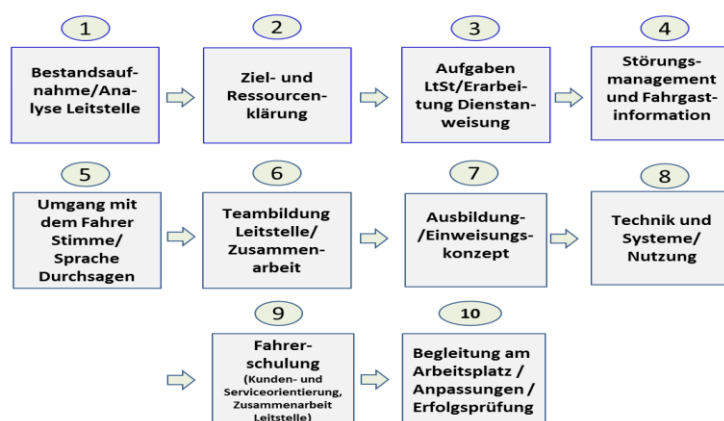 1
Bestandsauf-
nahme/Ana-
lyse Leitstelle
2
Ziel- und
Ressourcen-
klärung
3
Aufgaben
LtSt/Erarbei-
tung Dienstan-
weisung
4
Störungs-
management
und Fahrgast-
information
5
Umgang mit
dem Fahrer
Stimme/
Sprache
Durchsagen
6
Teambildung
Leitstelle/
Zusammen-
arbeit
7
Ausbildung-
/Einweisungs-
konzept
8
Technik und
Systeme/
Nutzung
9
Fahrer-
schulung
(Kunden- und
Serviceorientierung,
Zusammenarbeit
Leitstelle)
10
Begleitung am
Arbeitsplatz /
Anpassungen /
Erfolgsprüfung